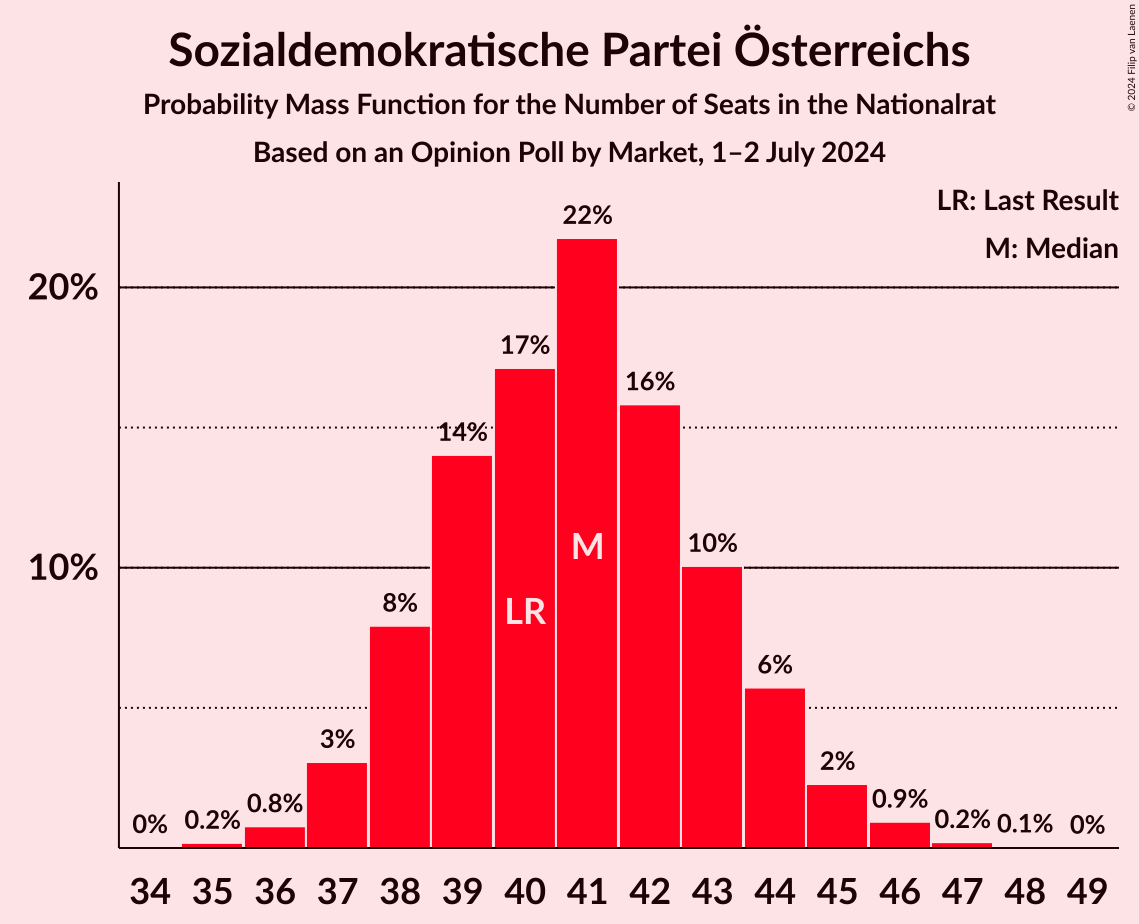 Sozialdemokratische Partei Österreichs
Probability Mass Function for the Number of Seats in the Nationalrat
Based on an Opinion Poll by Market, 1–2 July 2024
© 2024 Filip van Laenen
LR: Last Result
M: Median
20%
10%
0%
0.2%
0.8%
3%
8%
14%
17%
22%
16%
10%
6%
2%
0.9%
0.2%
0.1%
0%
LR
M
34 35 36 37 38 39 40 41 42 43 44 45 46 47 48 49